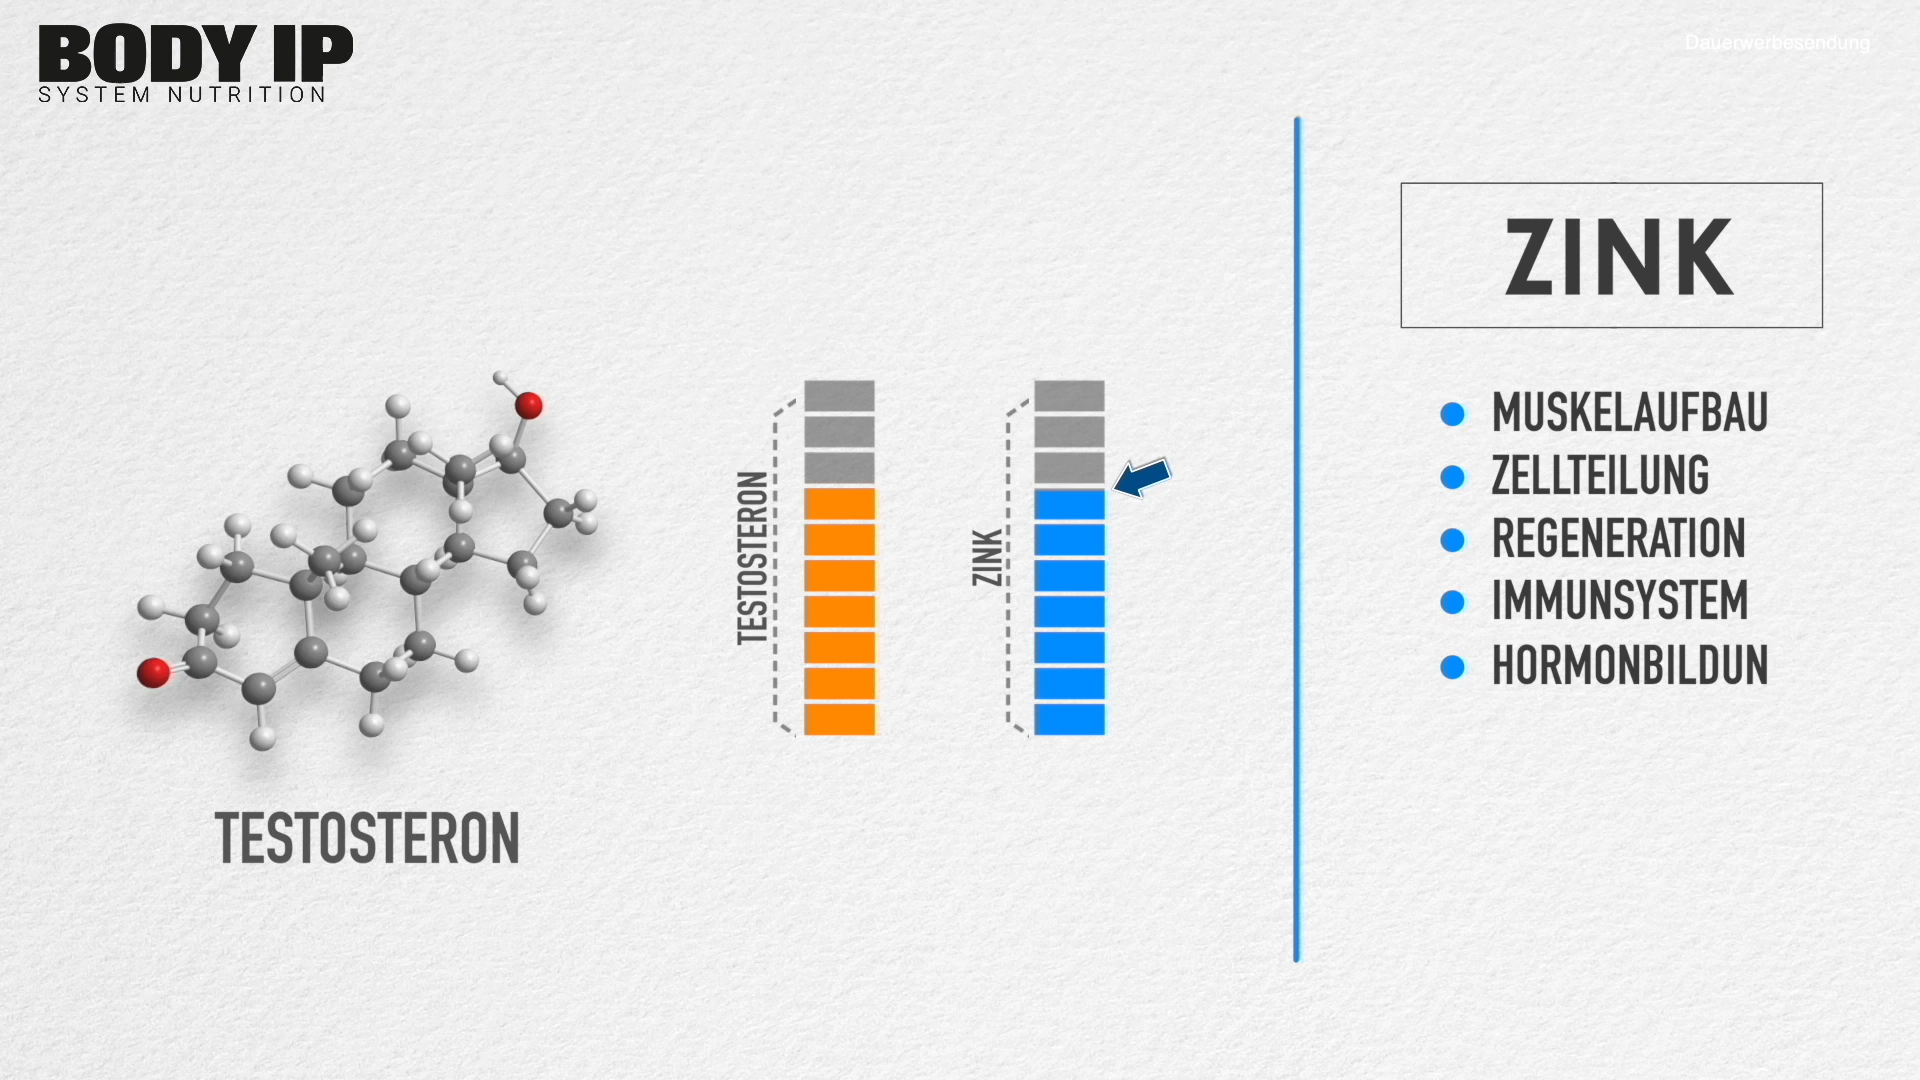 BODY IP
SYSTEM NUTRITION
Dauerwerbesendung
TESTOSTERON
TESTOSTERON
ZINK
ZINK
MUSKELAUFBAU
ZELLTEILUNG
REGENERATION
IMMUNSYSTEM
HORMONBILDUN